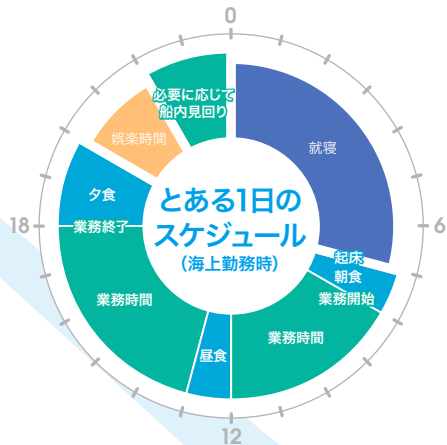 0
必要に応じて
船内見回り
娯楽時間
就寝
夕食
とある1日の
スケジュール
(海上勤務時)
18
業務終了
6
起床
朝食
業務開始
業務時間
業務時間
昼食
12